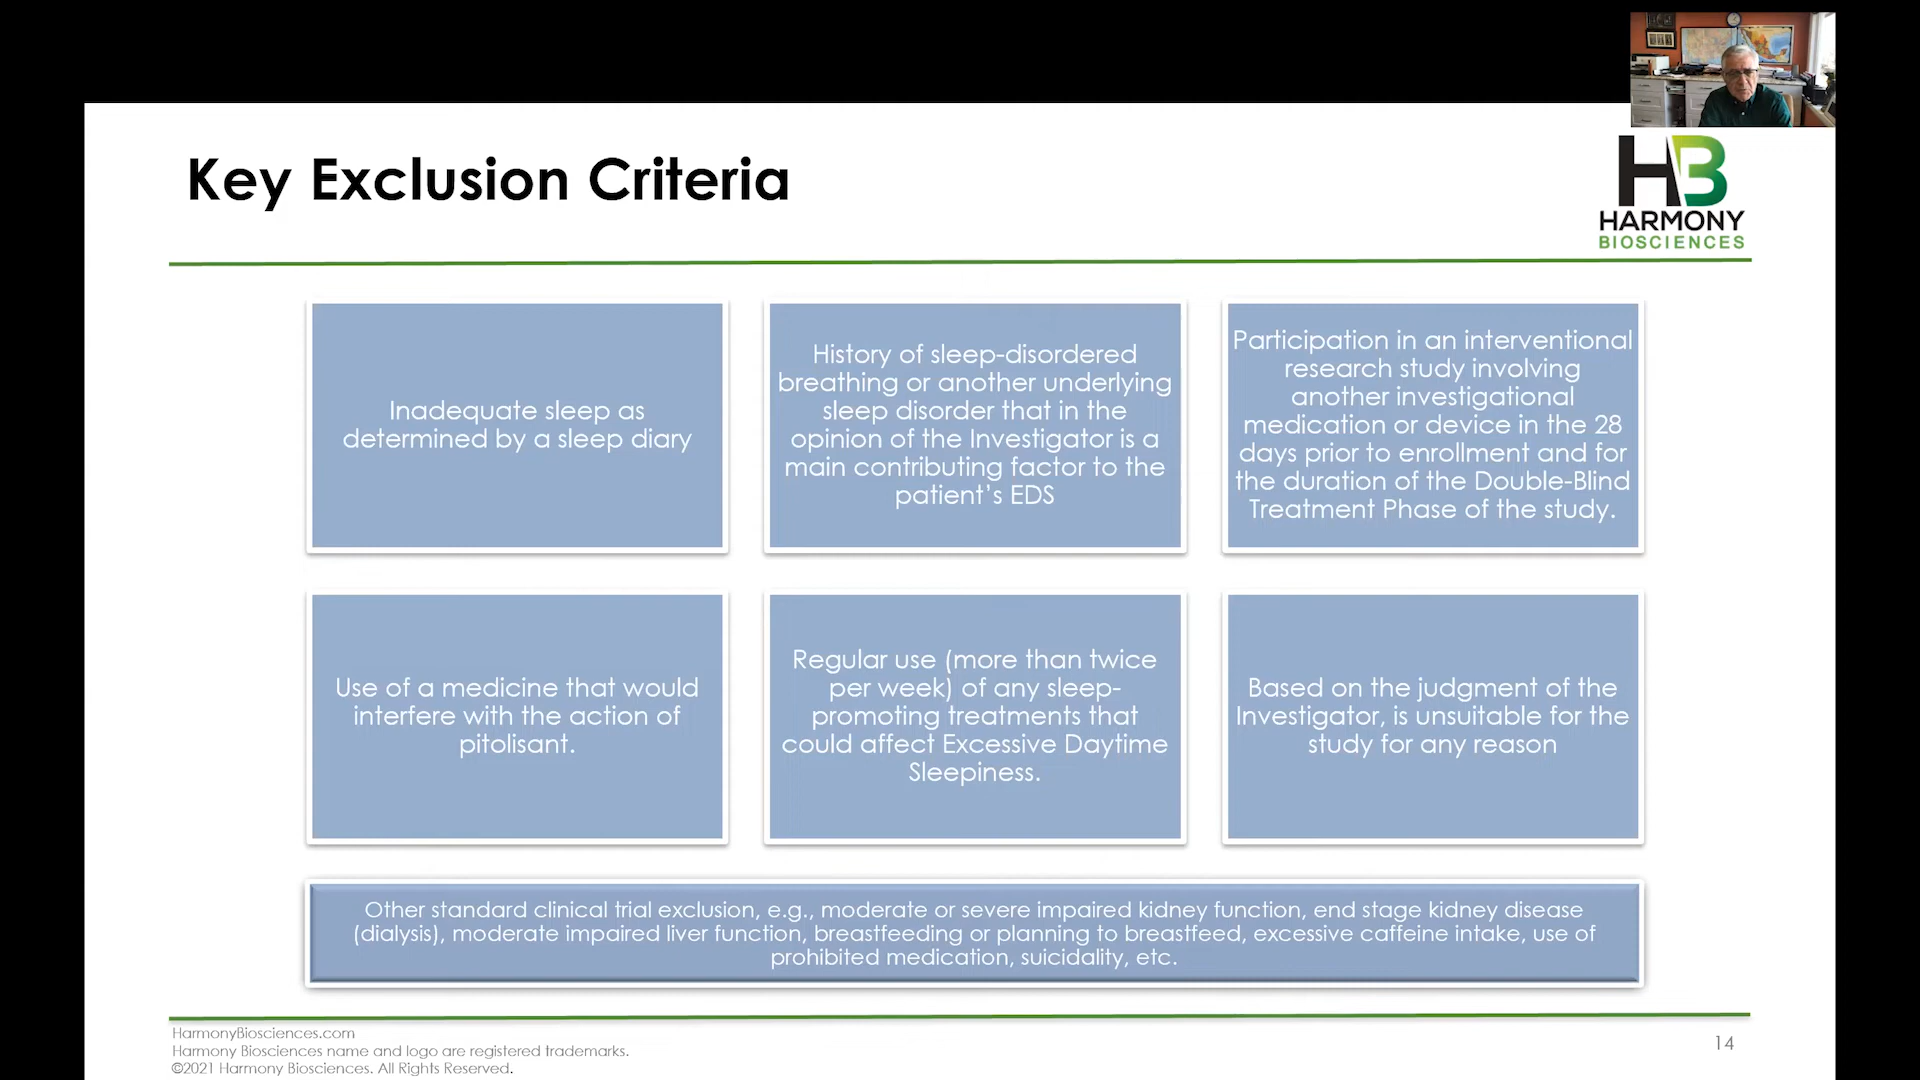 Key Exclusion Criteria
HB
HARMONY
BIOSCIENCES
Inadequate sleep as
determined by a sleep diary
History of sleep-disordered
breathing or another underlying
sleep disorder that in the
opinion of the Investigator is a
main contributing factor to the
patient's EDS
Participation in an interventional
research study involving
another investigational
medication or device in the 28
days prior to enrollment and for
the duration of the Double-Blind
Treatment Phase of the study.
Use of a medicine that would
interfere with the action of
pitolisant.
Regular use (more than twice
per week) of any sleep-
promoting treatments that
could affect Excessive Daytime
Sleepiness.
Based on the judgment of the
Investigator, is unsuitable for the
study for any reason
Other standard clinical trial exclusion, e.g., moderate or severe impaired kidney function, end stage kidney disease
(dialysis), moderate impaired liver function, breastfeeding or planning to breastfeed, excessive caffeine intake, use of
prohibited medication, suicidality, etc.
HarmonyBiosciences.com
Harmony Biosciences name and logo are registered trademarks.
©2021 Harmony Biosciences. All Rights Reserved.
14